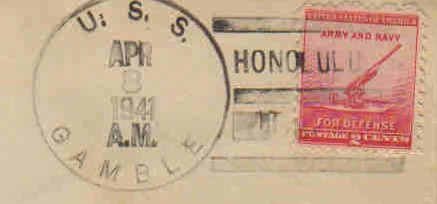 U. S. S.
APR
8
1941
A.M.
GAMBLE
HONOLULU
UNITED STATES OF AMERICA
ARMY AND NAVY
FOR DEFENSE
POSTAGE 2 CENTS